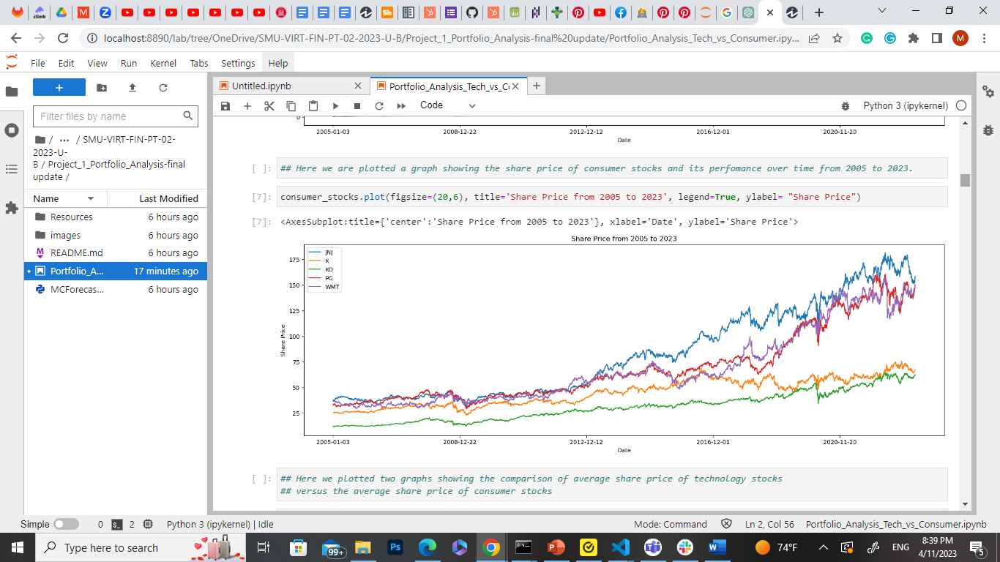 climb
Sh
localhost:8890/lab/tree/OneDrive/SMU-VIRT-FIN-PT-02-2023-U-B/Project_1_Portfolio_Analysis-final%20update/Portfolio_Analysis_Tech_vs_Consumer.ipy...
M
File Edit View Run Kernel Tabs Settings Help
Filter files by name
/ ··· / SMU-VIRT-FIN-PT-02-
2023-U-
B / Project_1_Portfolio_Analysis-final
update /
Name Last Modified
Resources 6 hours ago
images 6 hours ago
README.md 6 hours ago
Portfolio_A... 17 minutes ago
MCForecas... 6 hours ago
Untitled.ipynb
Portfolio_Analysis_Tech_vs_C
Code
Python 3 (ipykernel)
0
2005-01-03 2008-12-22 2012-12-12 2016-12-01 2020-11-20
Date
[ ]: ## Here we are plotted a graph showing the share price of consumer stocks and its perfomance over time from 2005 to 2023.
[7]: consumer_stocks.plot(figsize=(20,6), title='Share Price from 2005 to 2023', legend=True, ylabel= "Share Price")
[7]: <AxesSubplot:title={'center':'Share Price from 2005 to 2023'}, xlabel='Date', ylabel='Share Price'>
Share Price from 2005 to 2023
JNJ
K
KO
PG
WMT
175
150
125
100
75
50
25
Share Price
2005-01-03 2008-12-22 2012-12-12 2016-12-01 2020-11-20
Date
[ ]: ## Here we plotted two graphs showing the comparison of average share price of technology stocks
## versus the average share price of consumer stocks
Simple 0 2 Python 3 (ipykernel) | Idle
Mode: Command Ln 2, Col 56 Portfolio_Analysis_Tech_vs_Consumer.ipynb
Type here to search
99+
74°F
ENG
8:39 PM
4/11/2023
5